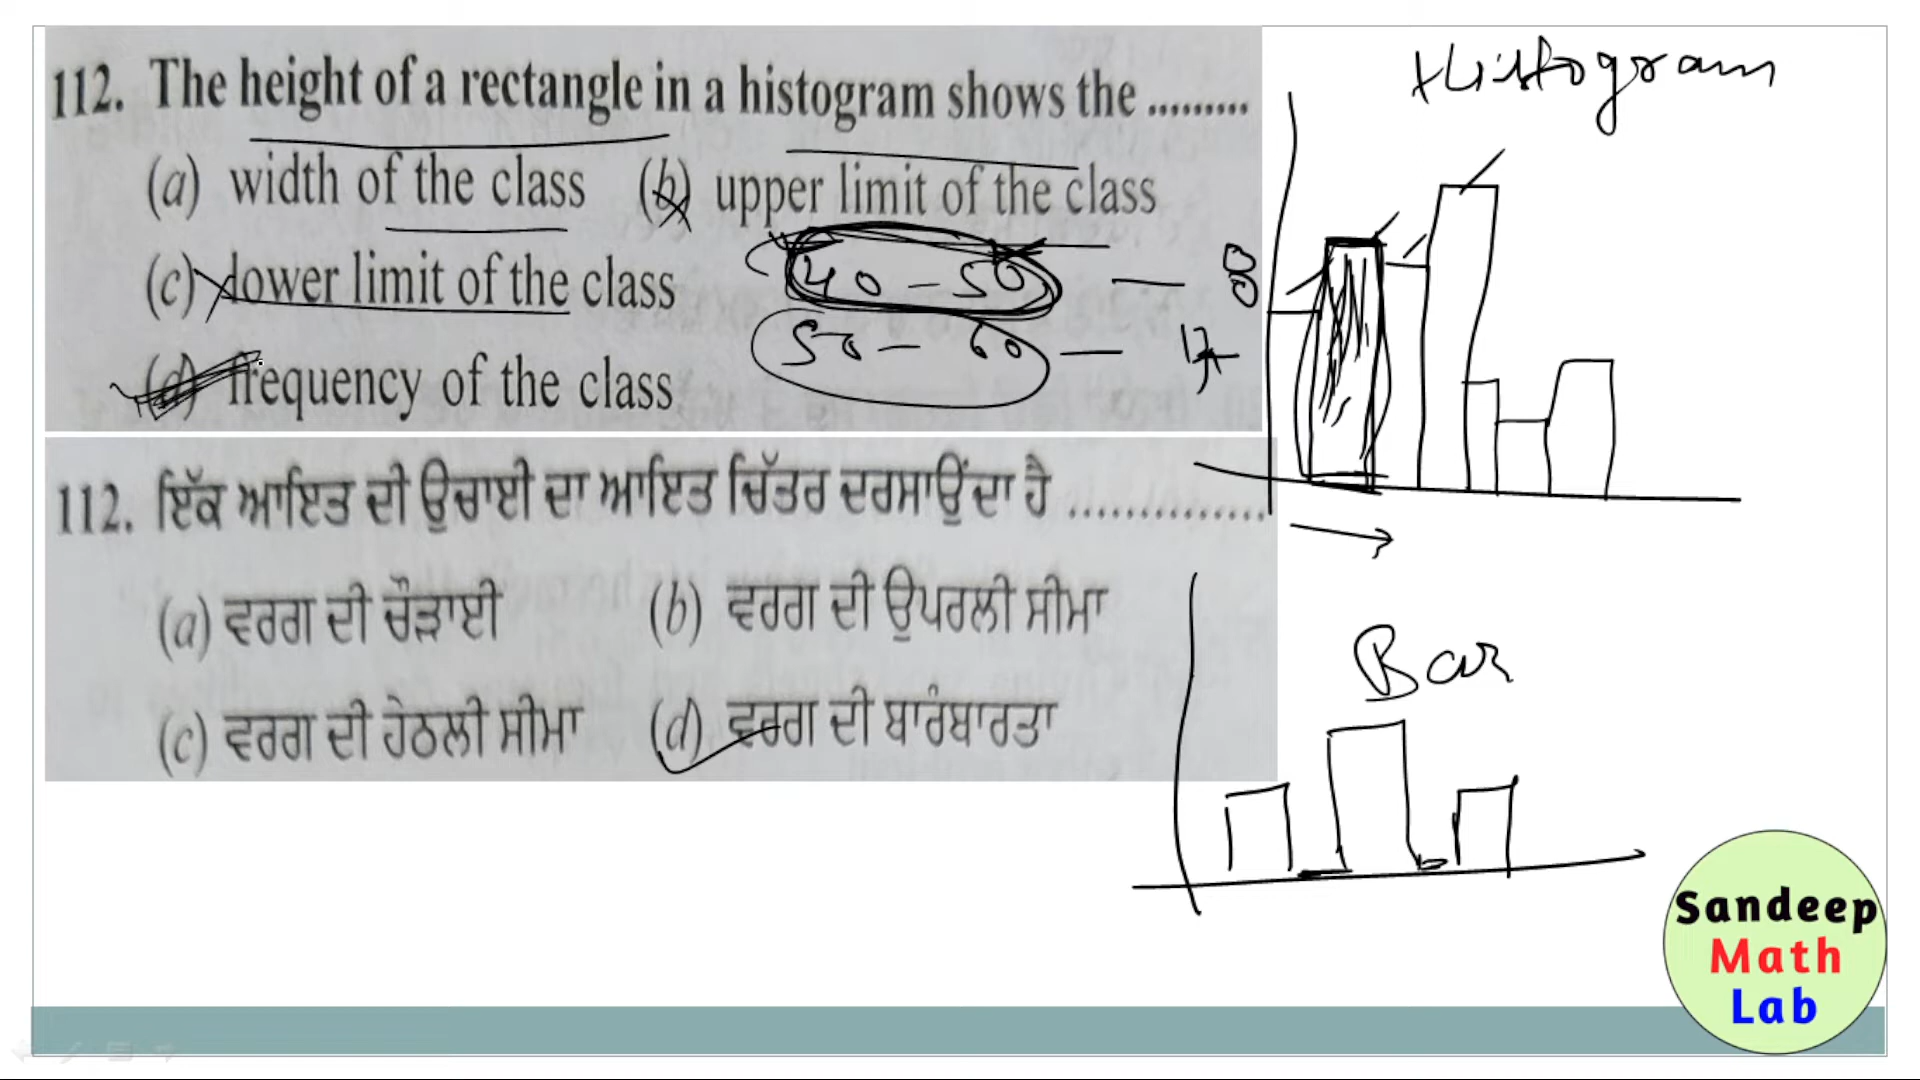 112. The height of a rectangle in a histogram shows the .........
(a) width of the class (b) upper limit of the class
(c) lower limit of the class
(d) frequency of the class
40 - 50 — 8
50 - 60 — 17
112. ਇੱਕ ਆਇਤ ਦੀ ਉਚਾਈ ਦਾ ਆਇਤ ਚਿੱਤਰ ਦਰਸਾਉਂਦਾ ਹੈ ..............
(a) ਵਰਗ ਦੀ ਚੌੜਾਈ (b) ਵਰਗ ਦੀ ਉਪਰਲੀ ਸੀਮਾ
(c) ਵਰਗ ਦੀ ਹੇਠਲੀ ਸੀਮਾ (d) ਵਰਗ ਦੀ ਬਾਰੰਬਾਰਤਾ
Histogram
Bar
Sandeep
Math
Lab